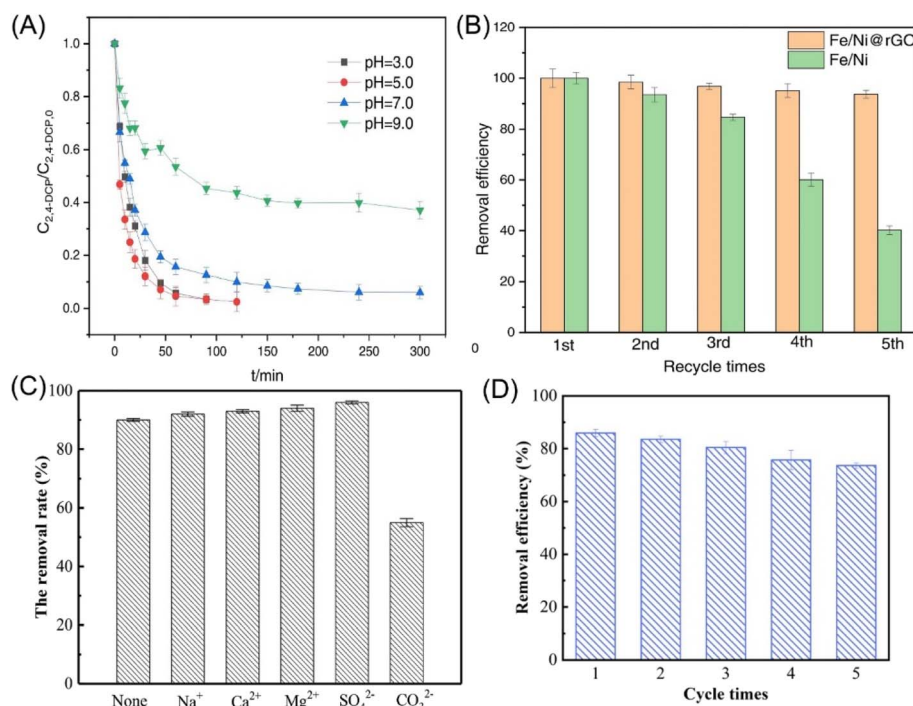 (A)
1.0
0.8
0.6
0.4
0.2
0.0
C2,4-DCP/C2,4-DCP,0
pH=3.0
pH=5.0
pH=7.0
pH=9.0
0 50 100 150 200 250 300
t/min
(B)
120
100
80
60
40
20
0
Removal efficiency
Fe/Ni@rGO
Fe/Ni
1st 2nd 3rd 4th 5th
Recycle times
(C)
100
80
60
40
20
0
The removal rate (%)
None Na+ Ca2+ Mg2+
(D)
100
80
60
40
20
0
Removal efficiency (%)
1 2 3 4 5
Cycle times